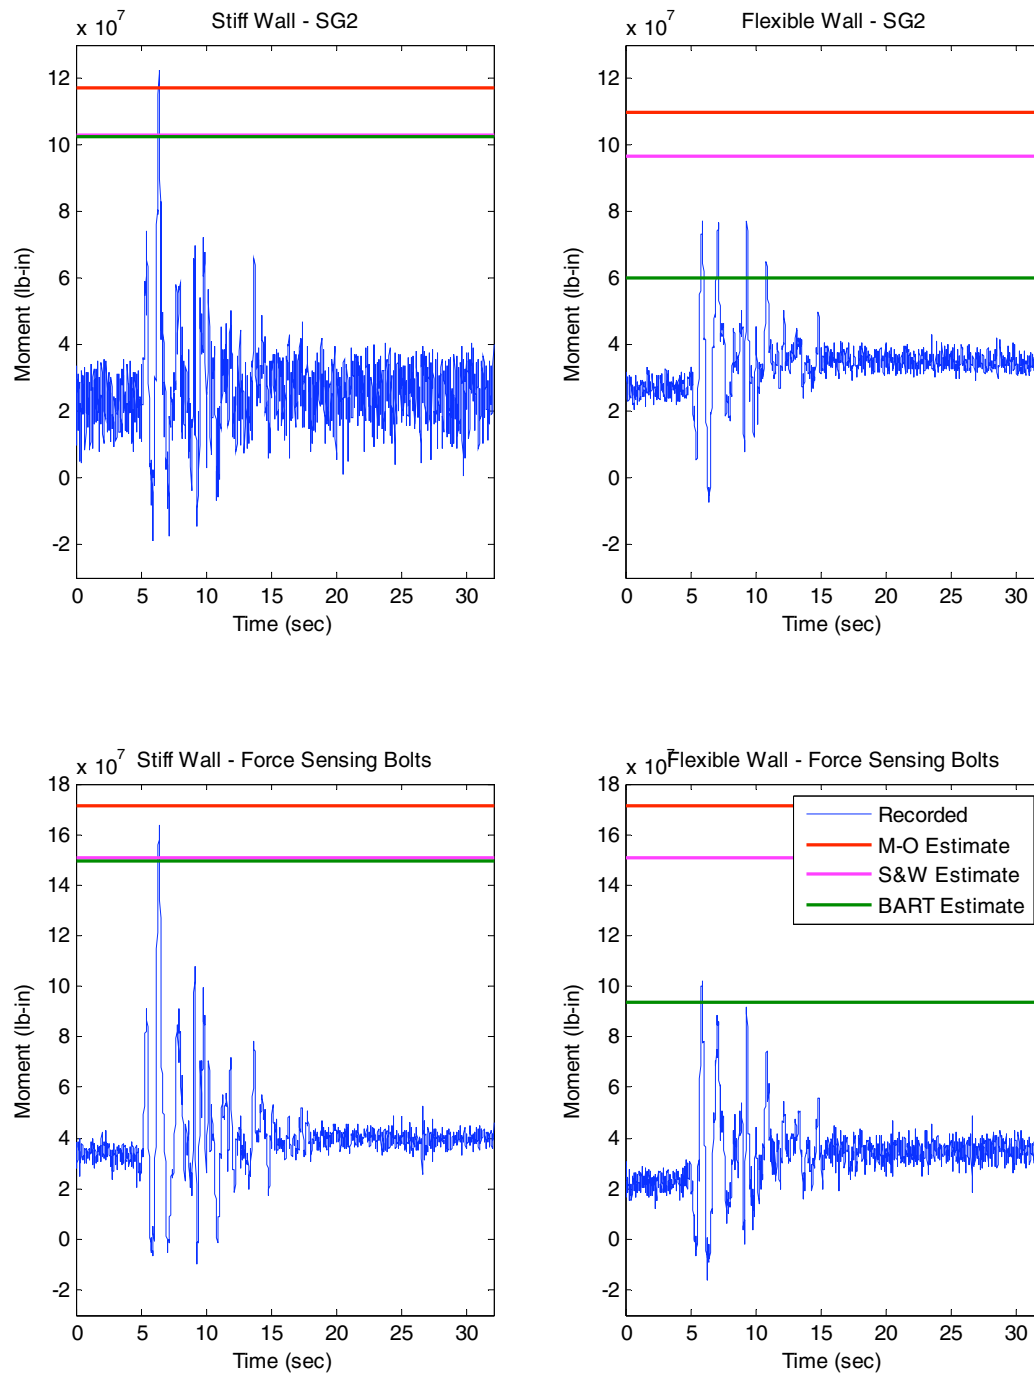 x 10^7
Stiff Wall - SG2
12
10
8
6
4
2
0
-2
Moment (lb-in)
0 5 10 15 20 25 30
Time (sec)
x 10^7
Flexible Wall - SG2
12
10
8
6
4
2
0
-2
Moment (lb-in)
0 5 10 15 20 25 30
Time (sec)
x 10^7
Stiff Wall - Force Sensing Bolts
18
16
14
12
10
8
6
4
2
0
-2
Moment (lb-in)
0 5 10 15 20 25 30
Time (sec)
x 10^7
Flexible Wall - Force Sensing Bolts
18
16
14
12
10
8
6
4
2
0
-2
Moment (lb-in)
Recorded
M-O Estimate
S&W Estimate
BART Estimate
0 5 10 15 20 25 30
Time (sec)